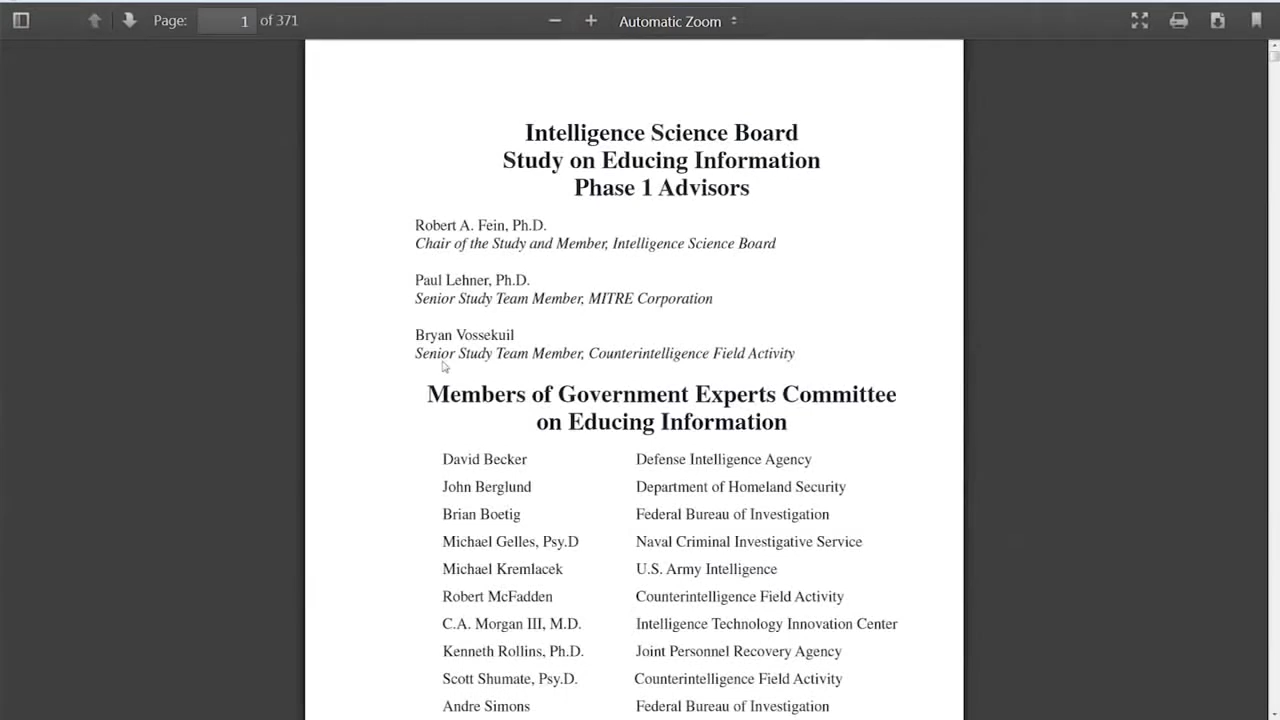 Page: 1 of 371 Automatic Zoom
Intelligence Science Board
Study on Educing Information
Phase 1 Advisors
Robert A. Fein, Ph.D.
Chair of the Study and Member, Intelligence Science Board
Paul Lehner, Ph.D.
Senior Study Team Member, MITRE Corporation
Bryan Vossekuil
Senior Study Team Member, Counterintelligence Field Activity
Members of Government Experts Committee
on Educing Information
David Becker Defense Intelligence Agency
John Berglund Department of Homeland Security
Brian Boetig Federal Bureau of Investigation
Michael Gelles, Psy.D Naval Criminal Investigative Service
Michael Kremlacek U.S. Army Intelligence
Robert McFadden Counterintelligence Field Activity
C.A. Morgan III, M.D. Intelligence Technology Innovation Center
Kenneth Rollins, Ph.D. Joint Personnel Recovery Agency
Scott Shumate, Psy.D. Counterintelligence Field Activity
Andre Simons Federal Bureau of Investigation